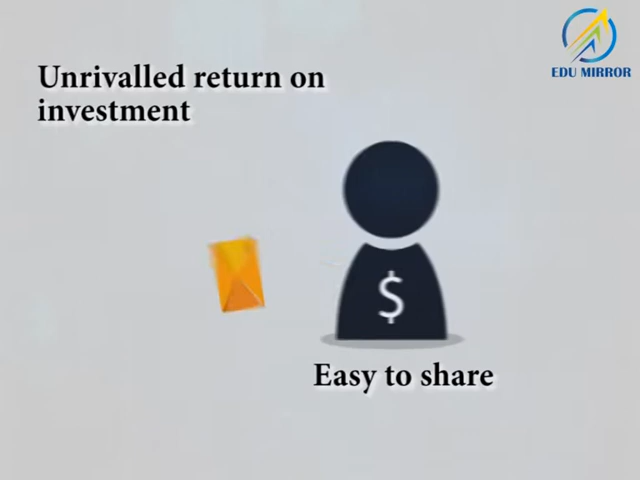 EDU MIRROR
Unrivalled return on
investment
$
Easy to share